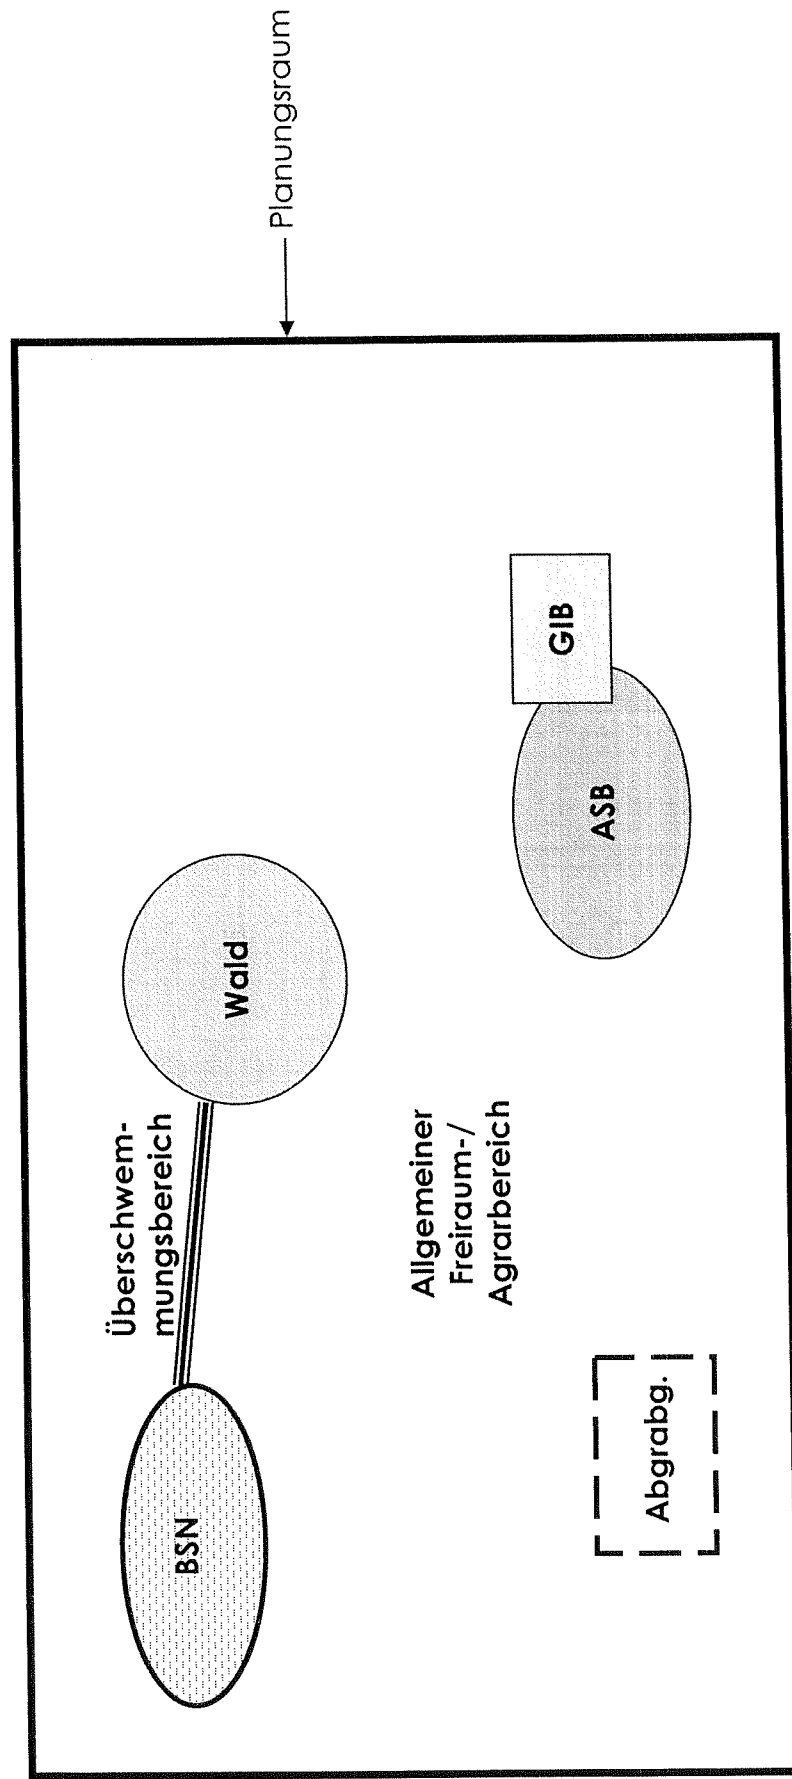 Überschwem-
mungsbereich
BSN
Wald
Planungsraum
Allgemeiner
Freiraum-/
Agrarbereich
GIB
ASB
Abgrabg.